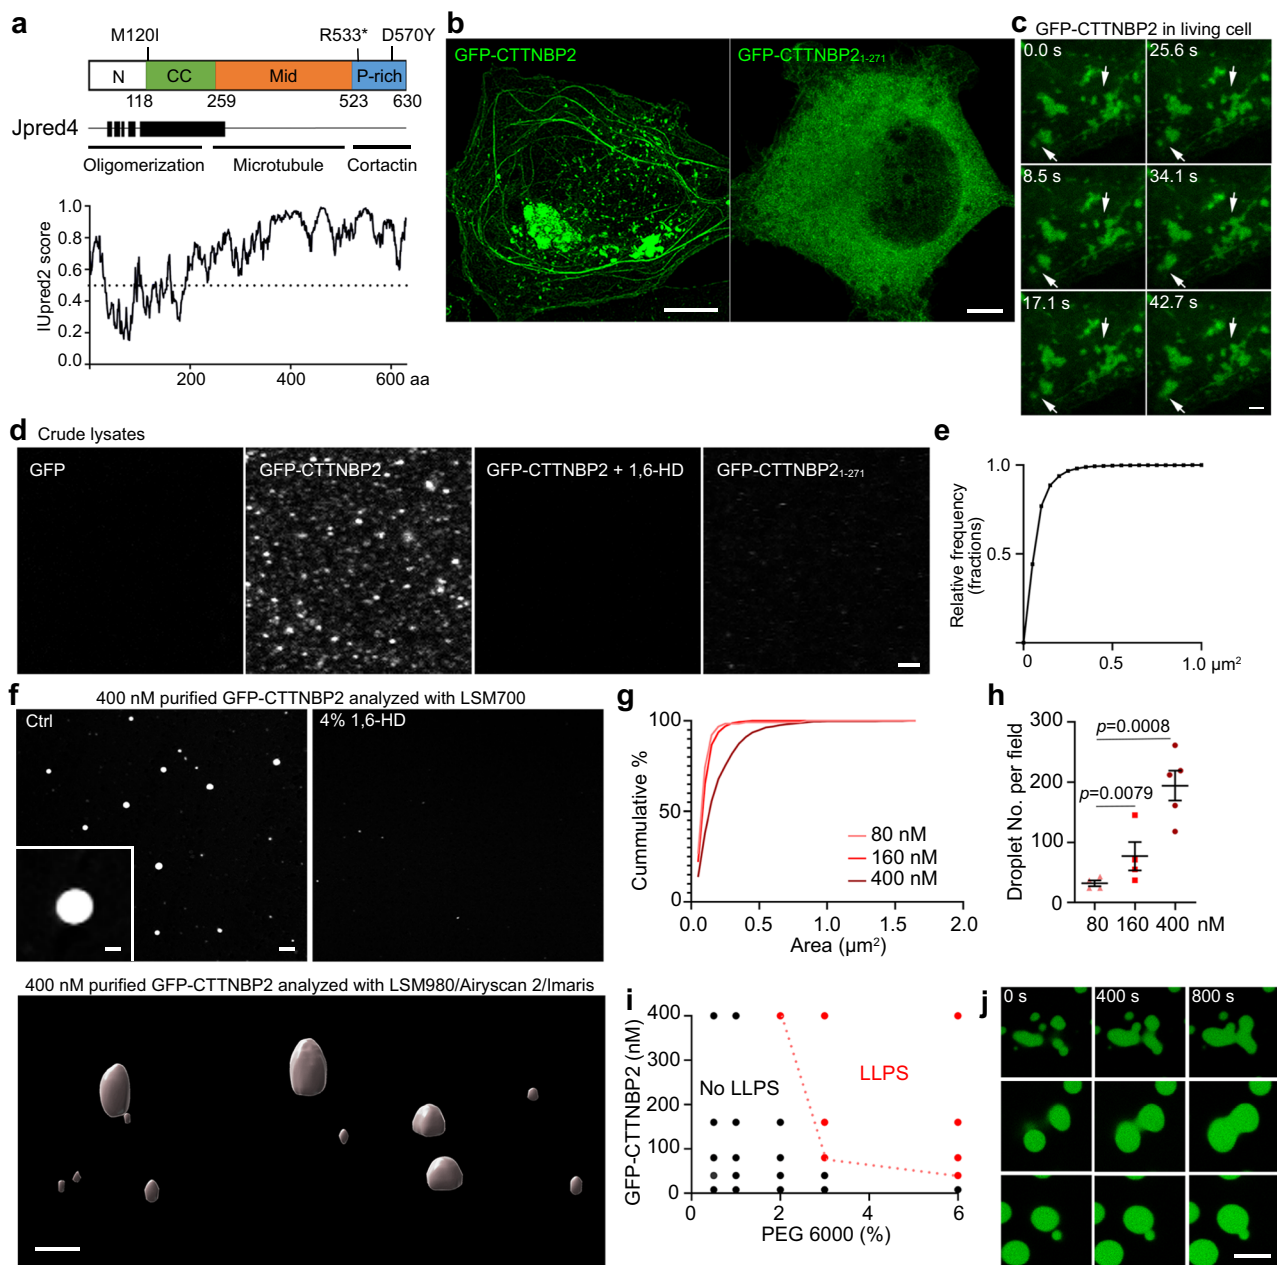 a
M120I R533* D570Y
N CC Mid P-rich
118 259 523 630
Jpred4
Oligomerization Microtubule Cortactin
IUpred2 score
1.0
0.8
0.6
0.4
0.2
0.0
200 400 600 aa
b
GFP-CTTNBP2 GFP-CTTNBP2₁₋₂₇₁
c GFP-CTTNBP2 in living cell
0.0 s 25.6 s
8.5 s 34.1 s
17.1 s 42.7 s
d Crude lysates
GFP GFP-CTTNBP2 GFP-CTTNBP2 + 1,6-HD GFP-CTTNBP2₁₋₂₇₁
e
Relative frequency
(fractions)
1.0
0.5
0 0.5 1.0 µm²
f 400 nM purified GFP-CTTNBP2 analyzed with LSM700
Ctrl 4% 1,6-HD
400 nM purified GFP-CTTNBP2 analyzed with LSM980/Airyscan 2/Imaris
g
Cummulative %
100
50
0
80 nM
160 nM
400 nM
0 0.5 1.0 1.5 2.0
Area (µm²)
h
Droplet No. per field
300
200
100
0
p=0.0008
p=0.0079
80 160 400 nM
i
GFP-CTTNBP2 (nM)
400
300
200
100
0
No LLPS LLPS
0 2 4 6
PEG 6000 (%)
j
0 s 400 s 800 s